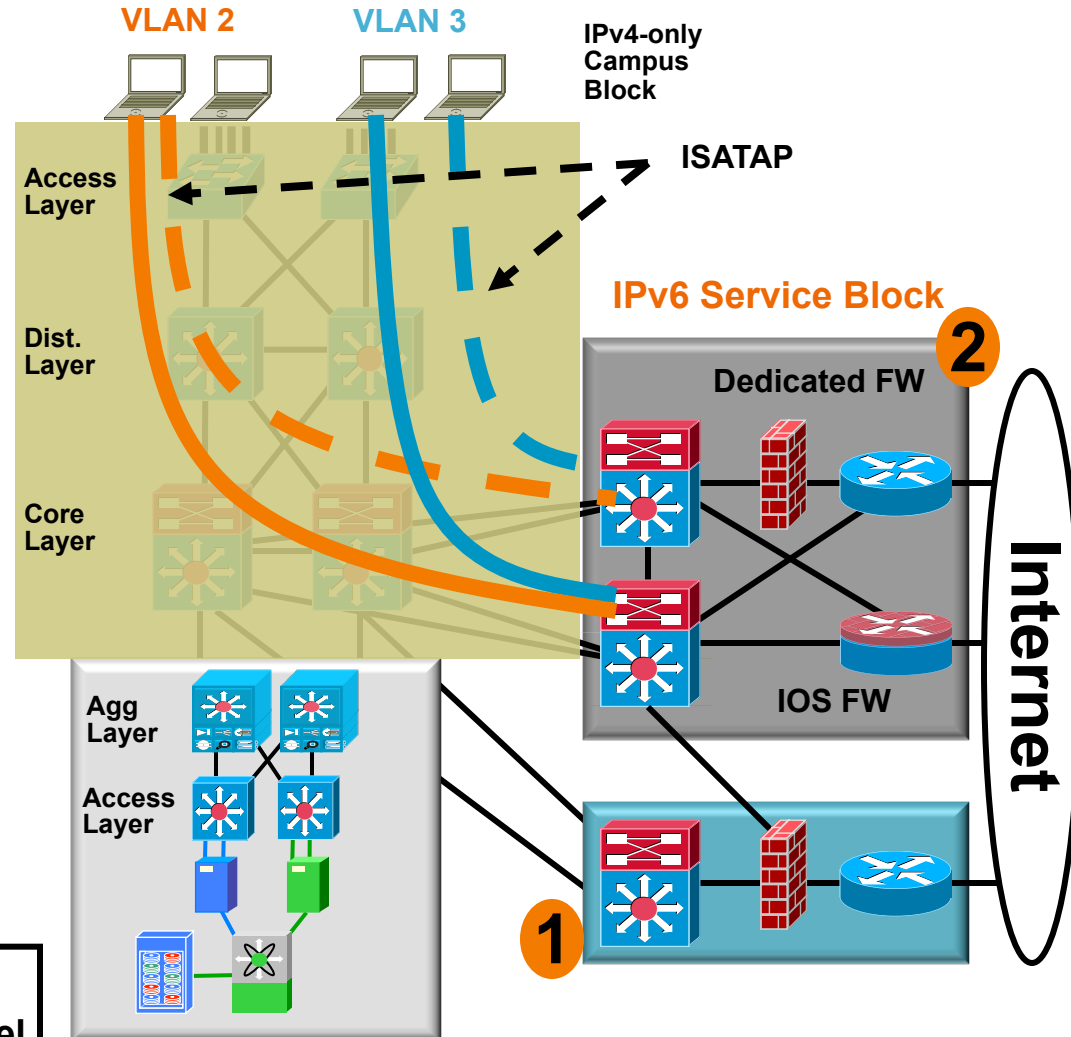 VLAN 2
VLAN 3
IPv4-only
Campus
Block
ISATAP
Access
Layer
Dist.
Layer
Core
Layer
IPv6 Service Block
2
Dedicated FW
IOS FW
Internet
Agg
Layer
Access
Layer
1
el